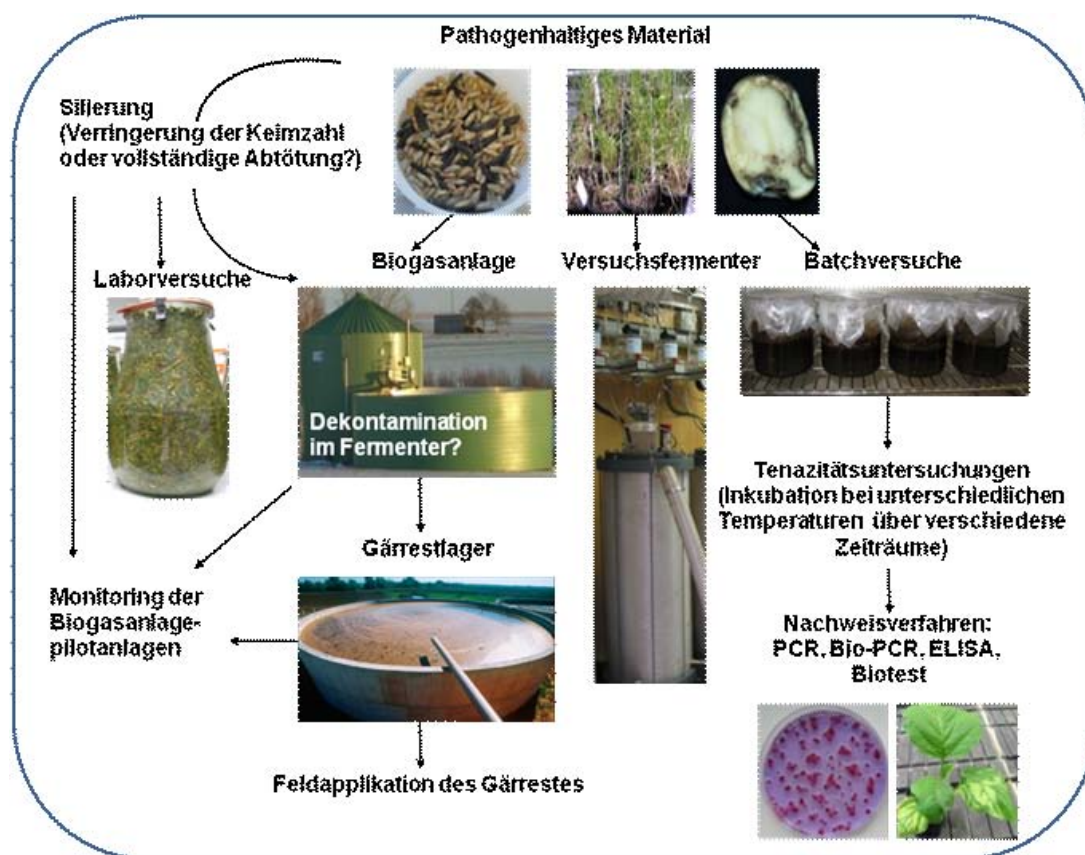 Pathogenhaltiges Material
Silierung
(Verringerung der Keimzahl
oder vollständige Abtötung?)
Biogasanlage
Versuchsfermenter
Batchversuche
Laborversuche
Dekontamination
im Fermenter?
Tenazitätsuntersuchungen
(Inkubation bei unterschiedlichen
Temperaturen über verschiedene
Zeiträume)
Gärrestlager
Monitoring der
Biogasanlage-
pilotanlagen
Nachweisverfahren:
PCR, Bio-PCR, ELISA,
Biotest
Feldapplikation des Gärrestes